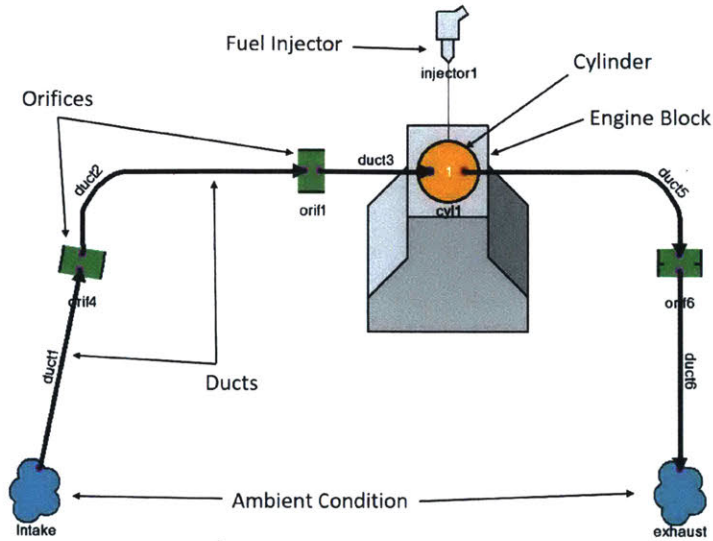 Fuel Injector
injector1
Cylinder
Orifices
Engine Block
duct2
duct3
1
duct5
orif1
cyl1
orif4
orif6
duct1
Ducts
duct6
Ambient Condition
Intake
exhaust